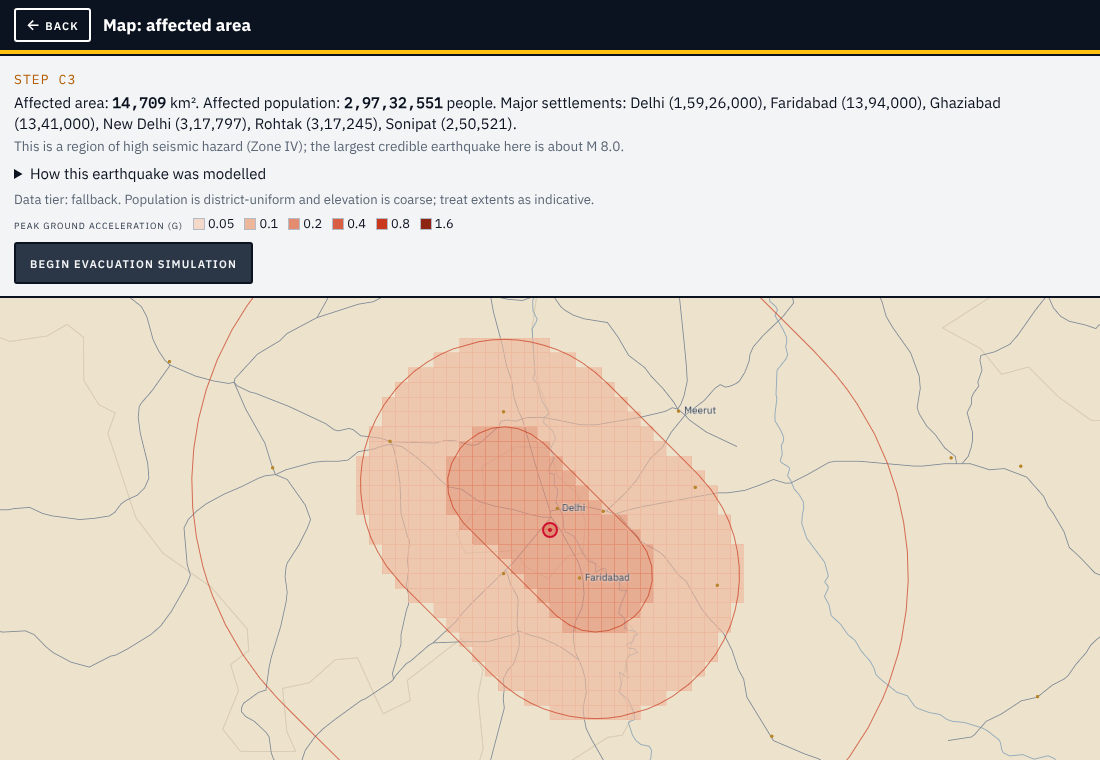 ← BACK Map: affected area
STEP C3
Affected area: 14,709 km². Affected population: 2,97,32,551 people. Major settlements: Delhi (1,59,26,000), Faridabad (13,94,000), Ghaziabad
(13,41,000), New Delhi (3,17,797), Rohtak (3,17,245), Sonipat (2,50,521).
This is a region of high seismic hazard (Zone IV); the largest credible earthquake here is about M 8.0.
▶ How this earthquake was modelled
Data tier: fallback. Population is district-uniform and elevation is coarse; treat extents as indicative.
PEAK GROUND ACCELERATION (G) 0.05 0.1 0.2 0.4 0.8 1.6
BEGIN EVACUATION SIMULATION
Meerut
Delhi
Faridabad